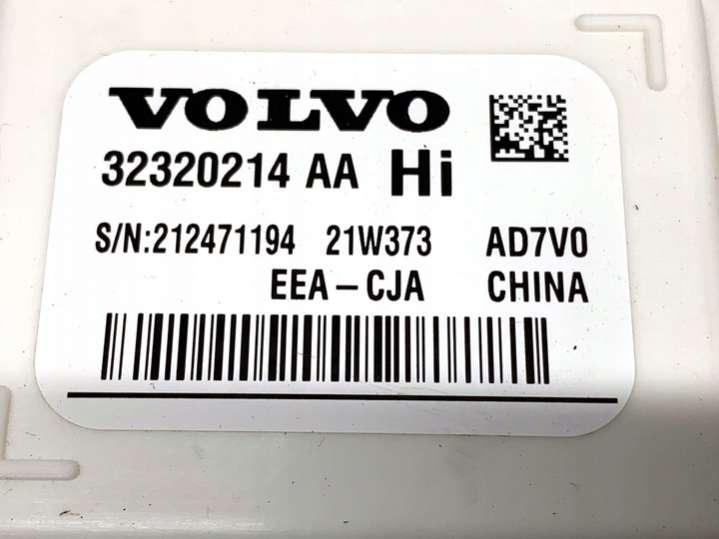 VOLVO
32320214 AA Hi
S/N:212471194 21W373 AD7V0
EEA-CJA CHINA